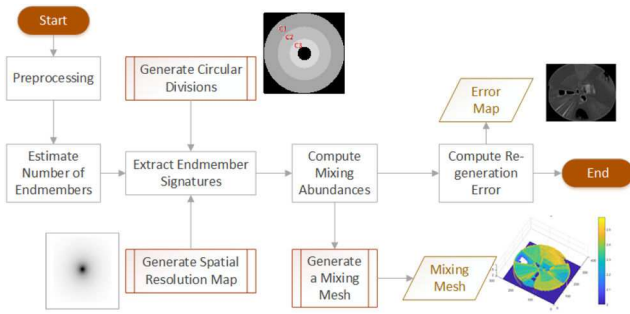 Start
C1
C2
C3
Preprocessing
Generate Circular
Divisions
Error
Map
Estimate
Number of
Endmembers
Extract Endmember
Signatures
Compute
Mixing
Abundances
Compute Re-
generation
Error
End
Generate Spatial
Resolution Map
Generate
a Mixing
Mesh
Mixing
Mesh